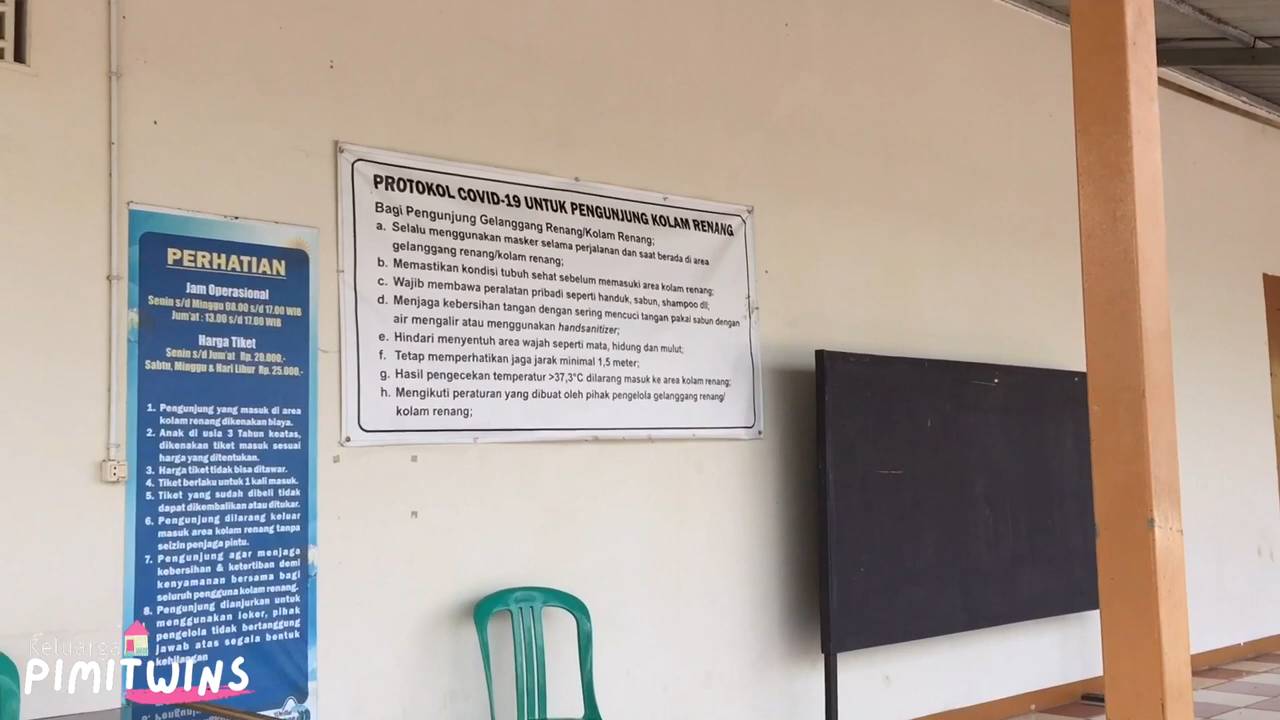 PERHATIAN
Jam Operasional
Senin s/d Minggu 08.00 s/d 17.00 WIB
Jum'at : 13.00 s/d 17.00 WIB
Harga Tiket
Senin s/d Jum'at Rp. 20.000,-
Sabtu, Minggu & Hari Libur Rp. 25.000,-
1. Pengunjung yang masuk di area
kolam renang dikenakan biaya.
2. Anak di usia 3 Tahun keatas,
dikenakan tiket masuk sesuai
harga yang ditentukan.
3. Harga tiket tidak bisa ditawar.
4. Tiket berlaku untuk 1 kali masuk.
5. Tiket yang sudah dibeli tidak
dapat dikembalikan atau ditukar.
6. Pengunjung dilarang keluar
masuk area kolam renang tanpa
seizin penjaga pintu.
7. Pengunjung agar menjaga
kebersihan & ketertiban demi
kenyamanan bersama bagi
seluruh pengguna kolam renang.
8. Pengunjung dianjurkan untuk
menggunakan loker, pihak
pengelola tidak bertanggung
jawab atas segala bentuk
kehilangan
PROTOKOL COVID-19 UNTUK PENGUNJUNG KOLAM RENANG
Bagi Pengunjung Gelanggang Renang/Kolam Renang;
a. Selalu menggunakan masker selama perjalanan dan saat berada di area
gelanggang renang/kolam renang;
b. Memastikan kondisi tubuh sehat sebelum memasuki area kolam renang;
c. Wajib membawa peralatan pribadi seperti handuk, sabun, shampoo dll;
d. Menjaga kebersihan tangan dengan sering mencuci tangan pakai sabun dengan
air mengalir atau menggunakan handsanitizer;
e. Hindari menyentuh area wajah seperti mata, hidung dan mulut;
f. Tetap memperhatikan jaga jarak minimal 1,5 meter;
g. Hasil pengecekan temperatur >37,3°C dilarang masuk ke area kolam renang;
h. Mengikuti peraturan yang dibuat oleh pihak pengelola gelanggang renang/
kolam renang;
Keluarga
PIMITWINS